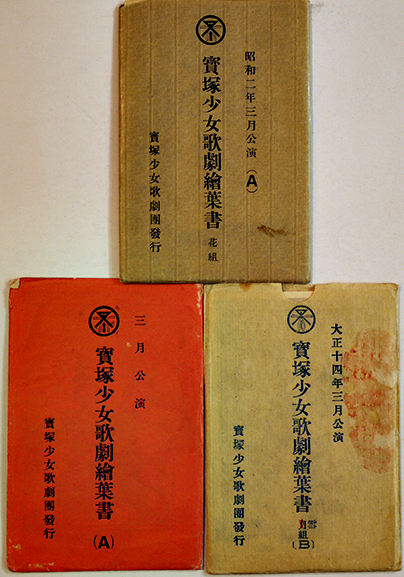 昭和二年三月公演(A)
寶塚少女歌劇繪葉書 花組
寶塚少女歌劇團發行
三月公演
寶塚少女歌劇繪葉書(A)
寶塚少女歌劇團發行
大正十四年三月公演
寶塚少女歌劇繪葉書 雪月組〔B〕
寶塚少女歌劇團發行